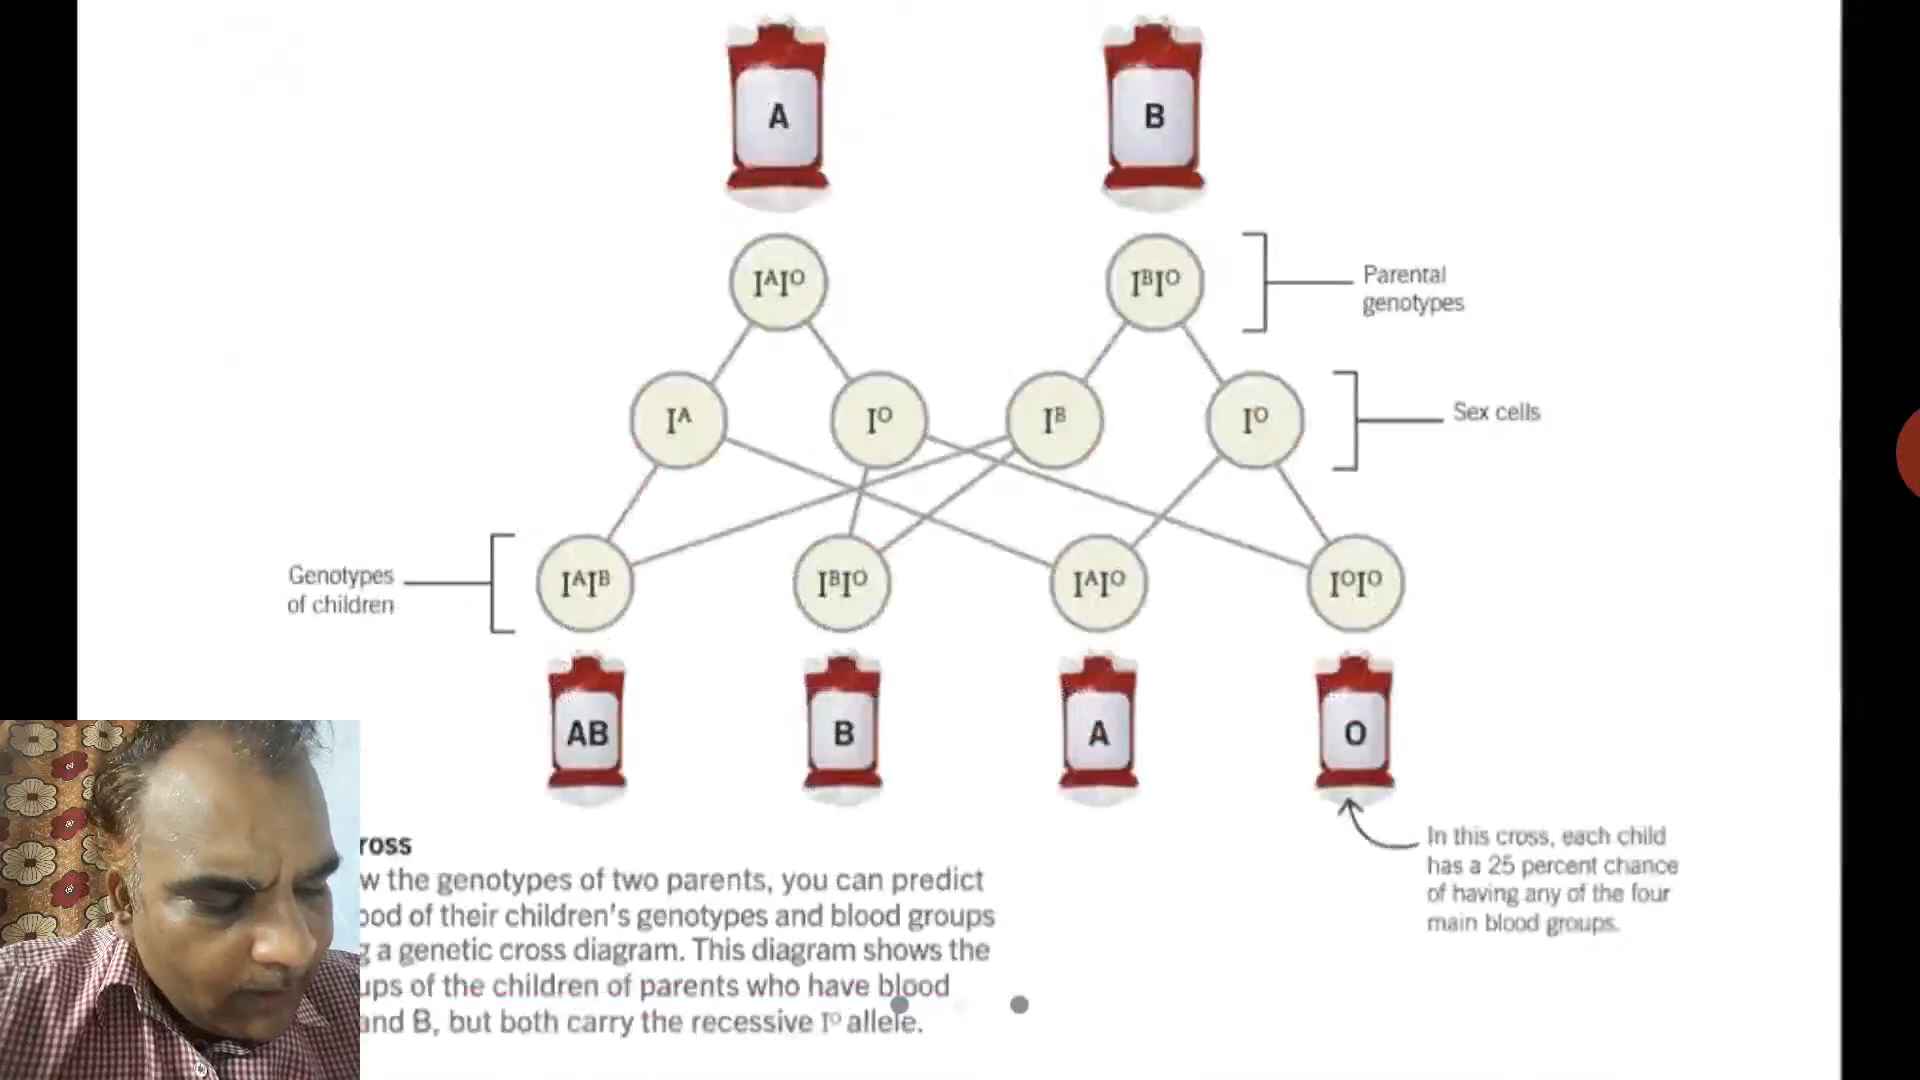 A
B
IᴬIᴼ
IᴮIᴼ
Parental
genotypes
Iᴬ
Iᴼ
Iᴮ
Iᴼ
Sex cells
Genotypes
of children
IᴬIᴮ
IᴮIᴼ
IᴬIᴼ
IᴼIᴼ
AB
B
A
O
In this cross, each child
has a 25 percent chance
of having any of the four
main blood groups.
the genotypes of two parents, you can predict
of their children's genotypes and blood groups
a genetic cross diagram. This diagram shows the
of the children of parents who have blood
and B, but both carry the recessive Iᴼ allele.